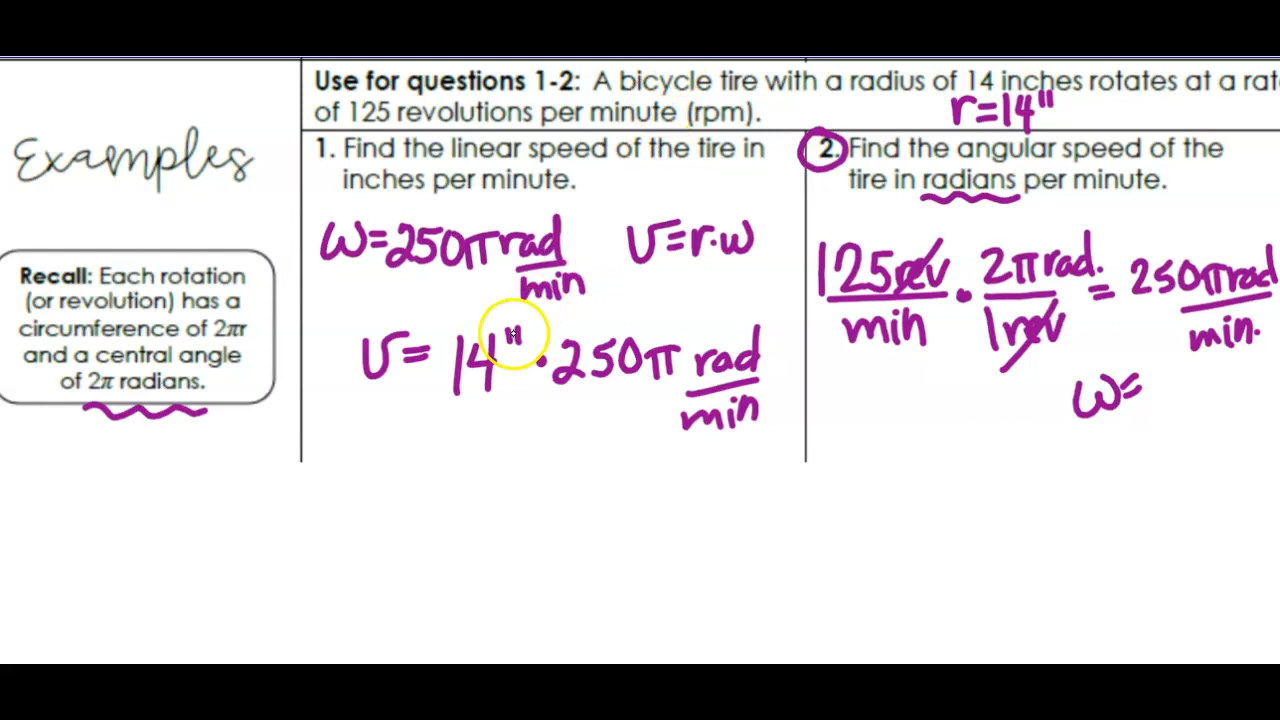 Use for questions 1-2: A bicycle tire with a radius of 14 inches rotates at a rat
of 125 revolutions per minute (rpm).
r=14"
Examples
Recall: Each rotation
(or revolution) has a
circumference of 2πr
and a central angle
of 2π radians.
1. Find the linear speed of the tire in
inches per minute.
ω=250π rad/min v=r·ω
v= 14" · 250π rad/min
2. Find the angular speed of the
tire in radians per minute.
125 rev/min · 2π rad./1 rev = 250π rad/min.
ω=